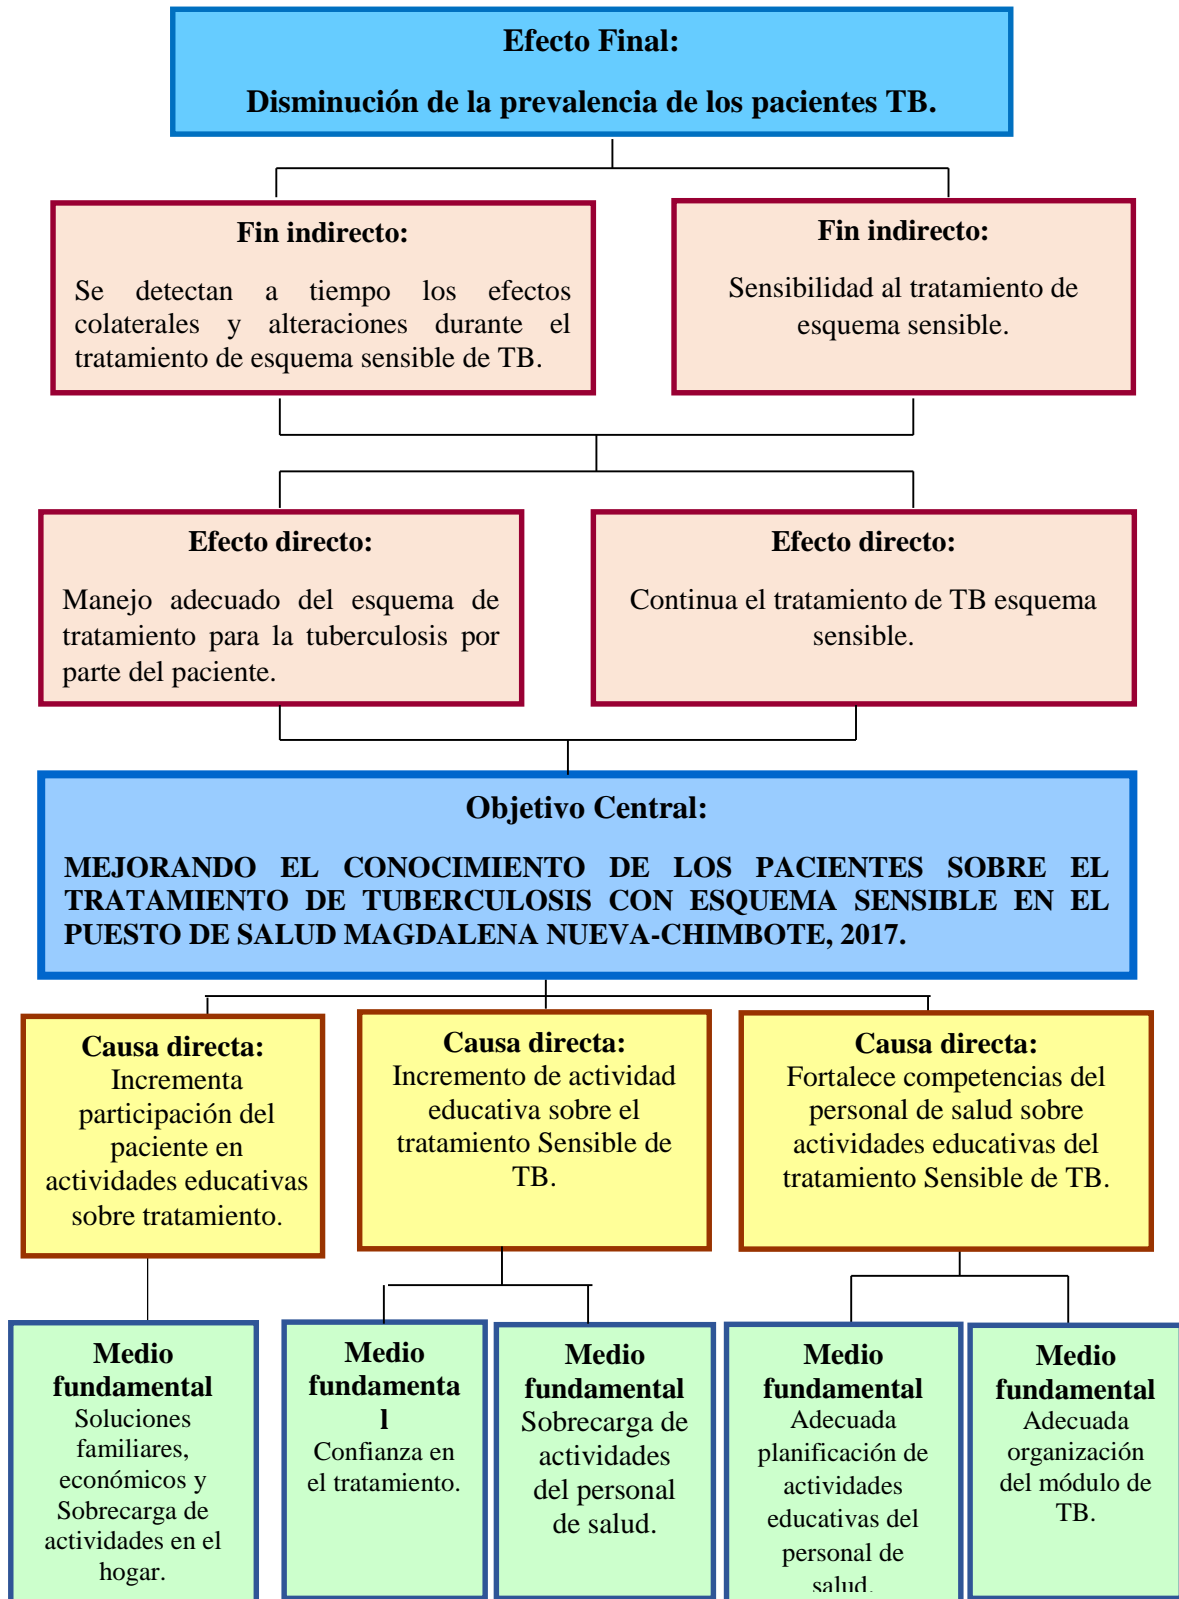 Efecto Final:
Disminución de la prevalencia de los pacientes TB.
Fin indirecto:
Se detectan a tiempo los efectos
colaterales y alteraciones durante el
tratamiento de esquema sensible de TB.
Fin indirecto:
Sensibilidad al tratamiento de
esquema sensible.
Efecto directo:
Manejo adecuado del esquema de
tratamiento para la tuberculosis por
parte del paciente.
Efecto directo:
Continua el tratamiento de TB esquema
sensible.
Objetivo Central:
MEJORANDO EL CONOCIMIENTO DE LOS PACIENTES SOBRE EL
TRATAMIENTO DE TUBERCULOSIS CON ESQUEMA SENSIBLE EN EL
PUESTO DE SALUD MAGDALENA NUEVA-CHIMBOTE, 2017.
Causa directa:
Incrementa
participación del
paciente en
actividades educativas
sobre tratamiento.
Causa directa:
Incremento de actividad
educativa sobre el
tratamiento Sensible de
TB.
Causa directa:
Fortalece competencias del
personal de salud sobre
actividades educativas del
tratamiento Sensible de TB.
Medio
fundamental
Soluciones
familiares,
económicos y
Sobrecarga de
actividades en el
hogar.
Medio
fundamenta
l
Confianza en
el tratamiento.
Medio
fundamental
Sobrecarga de
actividades
del personal
de salud.
Medio
fundamental
Adecuada
planificación de
actividades
educativas del
personal de
salud.
Medio
fundamental
Adecuada
organización
del módulo de
TB.